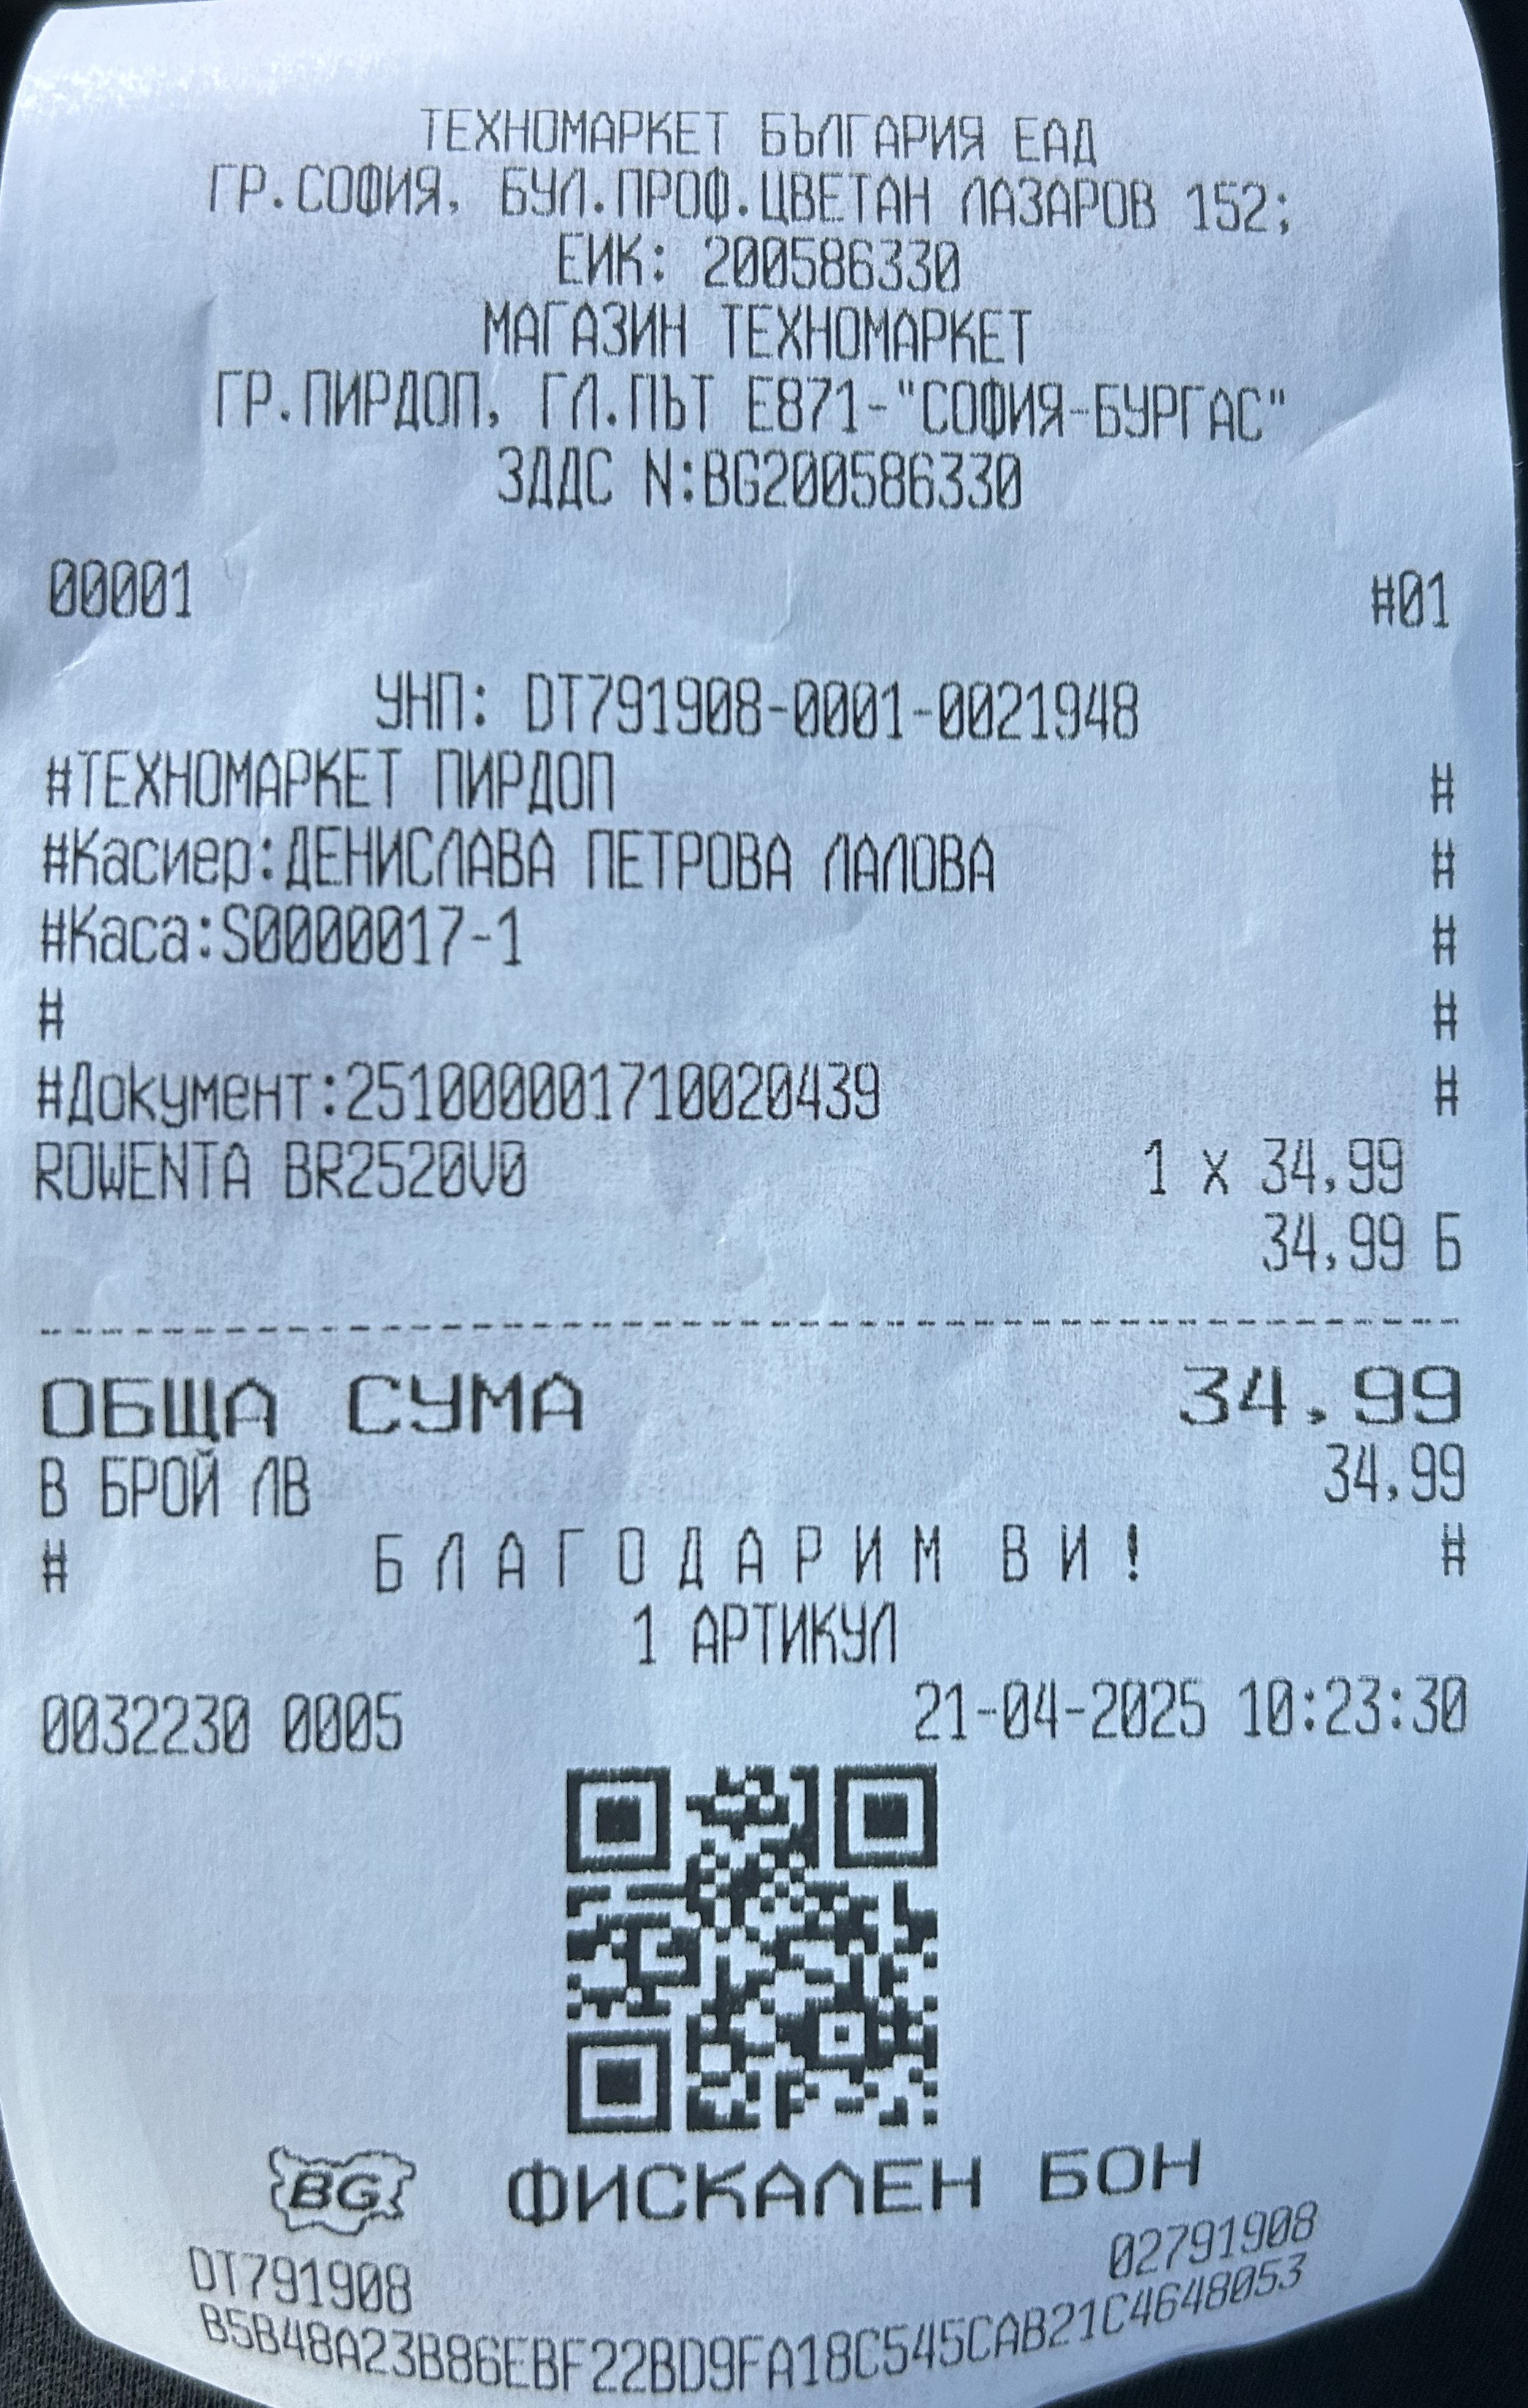 ТЕХНОМАРКЕТ БЪЛГАРИЯ ЕАД
ГР.СОФИЯ, БУЛ.ПРОФ.ЦВЕТАН ЛАЗАРОВ 152;
ЕИК: 200586330
МАГАЗИН ТЕХНОМАРКЕТ
ГР.ПИРДОП, ГЛ.ПЪТ Е871-"СОФИЯ-БУРГАС"
ЗДДС N:BG200586330
00001 #01
УНП: DT791908-0001-0021948
#ТЕХНОМАРКЕТ ПИРДОП #
#Касиер:ДЕНИСЛАВА ПЕТРОВА ЛАЛОВА #
#Каса:S0000017-1 #
# #
#Документ:251000001710020439 #
ROWENTA BR2520V0 1 x 34,99
34,99 Б
ОБЩА СУМА 34.99
В БРОЙ ЛВ 34,99
# Б Л А Г О Д А Р И М В И ! #
1 АРТИКУЛ
0032230 0005 21-04-2025 10:23:30
BG ФИСКАЛЕН БОН
DT791908 02791908
B5B48A23B86EBF22BD9FA18C545CAB21C4648053